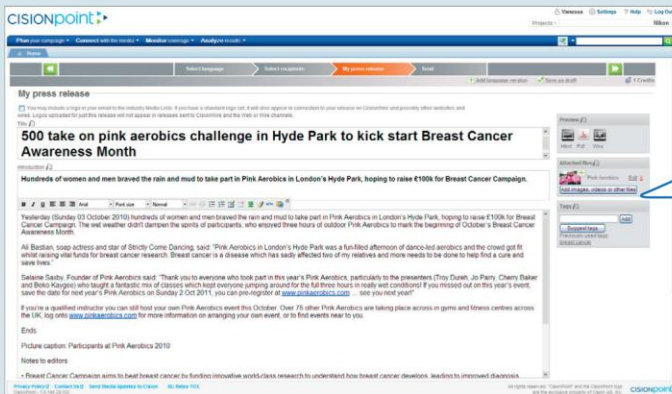 CISIONpoint
Vanessa Settings ? Help Log Out
Projects - Nikon
Plan your campaign Connect with the media Monitor coverage Analyze results
Home
Select language Select recipients My press release Send
Add language version Save as draft 1 Credits
My press release
Title
500 take on pink aerobics challenge in Hyde Park to kick start Breast Cancer
Awareness Month
Introduction
Hundreds of women and men braved the rain and mud to take part in Pink Aerobics in London's Hyde Park, hoping to raise £100k for Breast Cancer Campaign.
B I U Arial Font size Normal
Yesterday (Sunday 03 October 2010) hundreds of women and men braved the rain and mud to take part in Pink Aerobics in London's Hyde Park, hoping to raise £100k for Breast
Cancer Campaign. The wet weather didn't dampen the spirits of participants, who enjoyed three hours of outdoor Pink Aerobics to mark the beginning of October's Breast Cancer
Awareness Month.
Ali Bastian, soap actress and star of Strictly Come Dancing, said: "Pink Aerobics in London's Hyde Park was a fun-filled afternoon of dance-led aerobics and the crowd got fit
whilst raising vital funds for breast cancer research. Breast cancer is a disease which has sadly affected two of my relatives and more needs to be done to help find a cure and
save lives."
Selaine Saxby, Founder of Pink Aerobics said: "Thank you to everyone who took part in this year's Pink Aerobics, particularly to the presenters (Troy Dureh, Jo Parry, Cherry Baker
and Beko Kaygee) who taught a fantastic mix of classes which kept everyone jumping around for the full three hours in really wet conditions! If you missed out on this year's event,
save the date for next year's Pink Aerobics on Sunday 2 Oct 2011, you can pre-register at www.pinkaerobics.com ... see you next year!"
If you're a qualified instructor you can still host your own Pink Aerobics event this October. Over 75 other Pink Aerobics are taking place across in gyms and fitness centres across
the UK, log onto www.pinkaerobics.com for more information on arranging your own event, or to find events near to you.
Ends
Picture caption: Participants at Pink Aerobics 2010
Notes to editors
• Breast Cancer Campaign aims to beat breast cancer by funding innovative world-class research to understand how breast cancer develops, leading to improved diagnosis,
Preview
Html Pdf Wire
Attached files
Pink Aerobics Edit
Add images, videos or other files
Tags
Add
Suggest tags
Previously used tags:
breast cancer
Privacy Policy Contact Us Send Media Updates to Cision
CISIONpoint